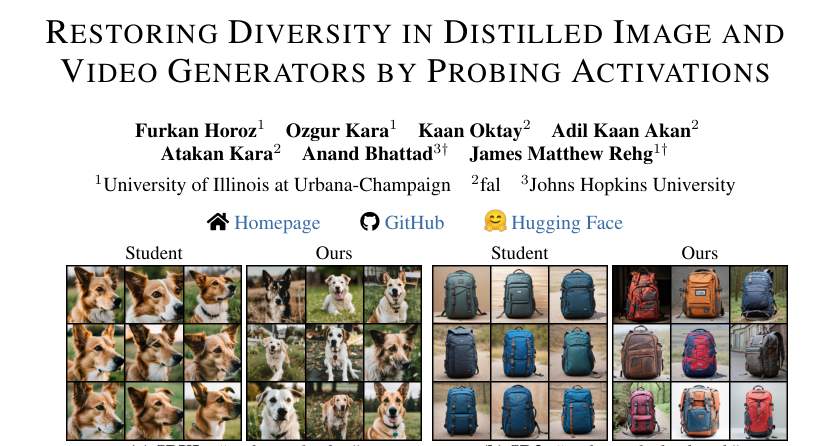 RESTORING DIVERSITY IN DISTILLED IMAGE AND
VIDEO GENERATORS BY PROBING ACTIVATIONS
Furkan Horoz1 Ozgur Kara1 Kaan Oktay2 Adil Kaan Akan2
Atakan Kara2 Anand Bhattad3† James Matthew Rehg1†
1University of Illinois at Urbana-Champaign 2fal 3Johns Hopkins University
Homepage GitHub Hugging Face
Student Ours Student Ours